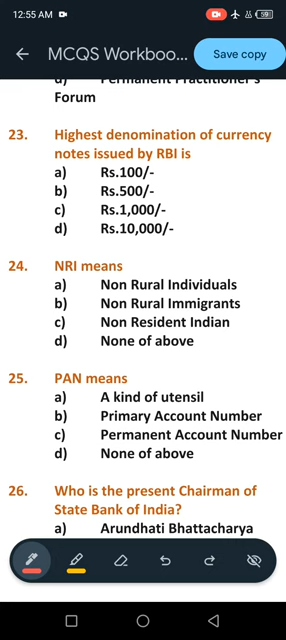 12:55 AM
59
MCQS Workboo... Save copy
d) Permanent Practitioner's
Forum
23. Highest denomination of currency
notes issued by RBI is
a) Rs.100/-
b) Rs.500/-
c) Rs.1,000/-
d) Rs.10,000/-
24. NRI means
a) Non Rural Individuals
b) Non Rural Immigrants
c) Non Resident Indian
d) None of above
25. PAN means
a) A kind of utensil
b) Primary Account Number
c) Permanent Account Number
d) None of above
26. Who is the present Chairman of
State Bank of India?
a) Arundhati Bhattacharya